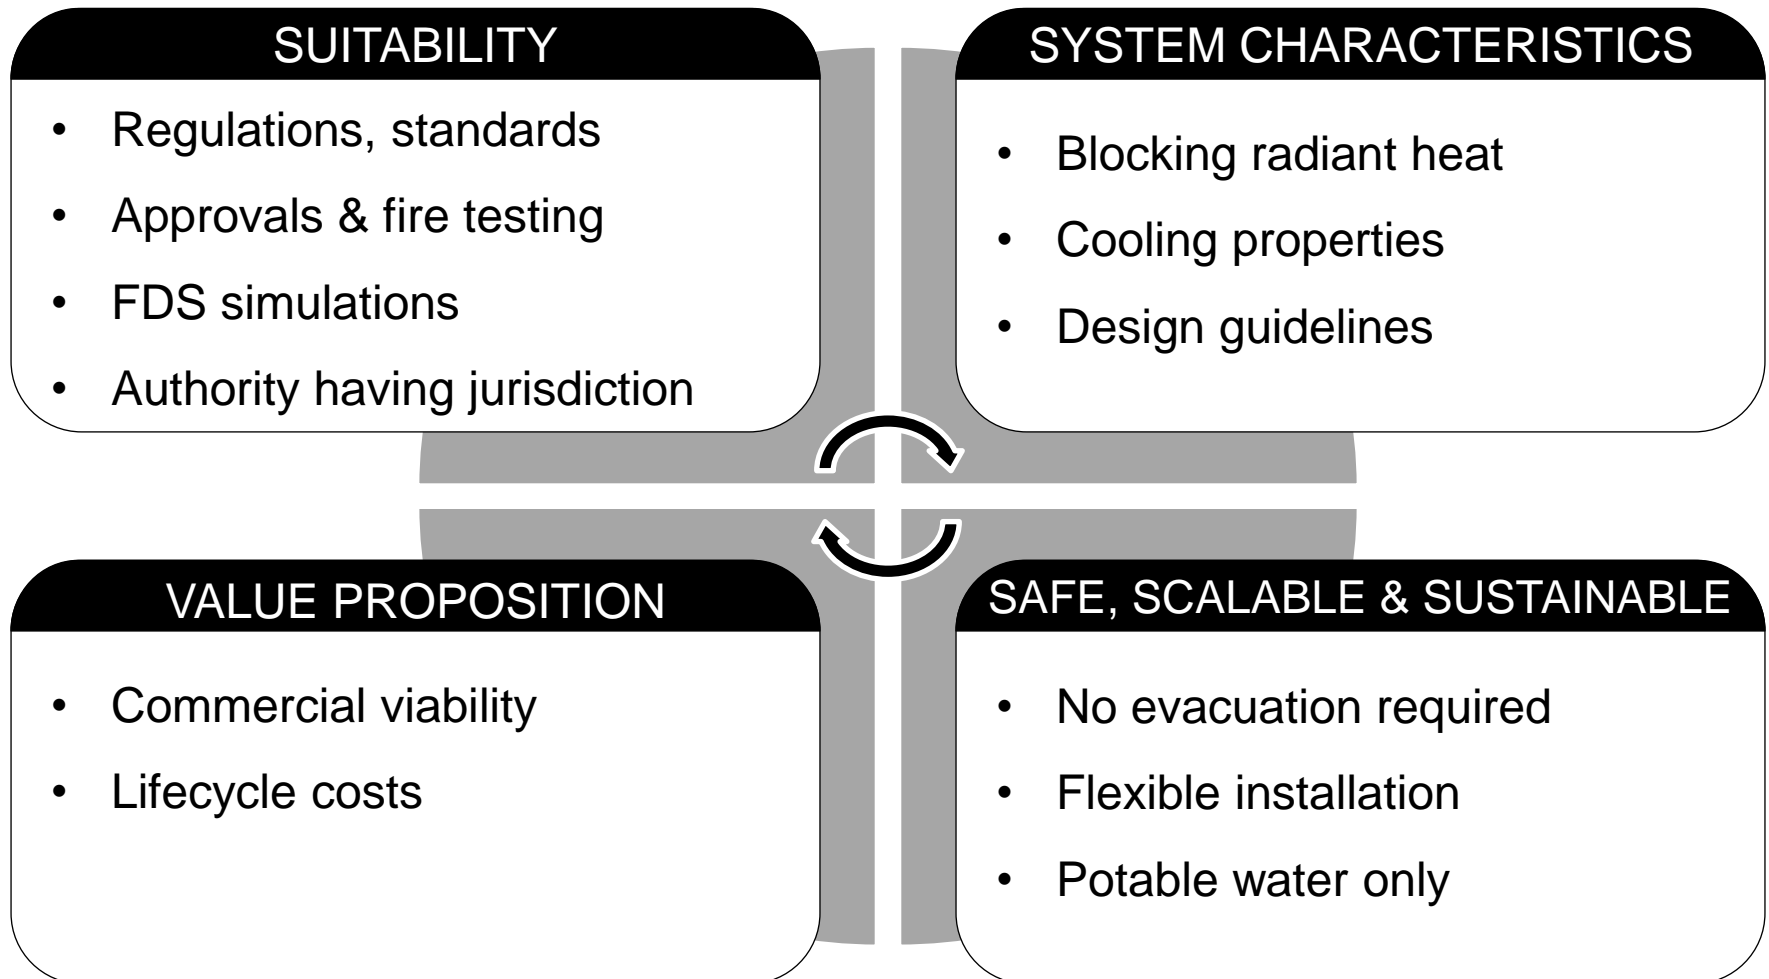 SUITABILITY
• Regulations, standards
• Approvals & fire testing
• FDS simulations
• Authority having jurisdiction
SYSTEM CHARACTERISTICS
• Blocking radiant heat
• Cooling properties
• Design guidelines
VALUE PROPOSITION
• Commercial viability
• Lifecycle costs
SAFE, SCALABLE & SUSTAINABLE
• No evacuation required
• Flexible installation
• Potable water only